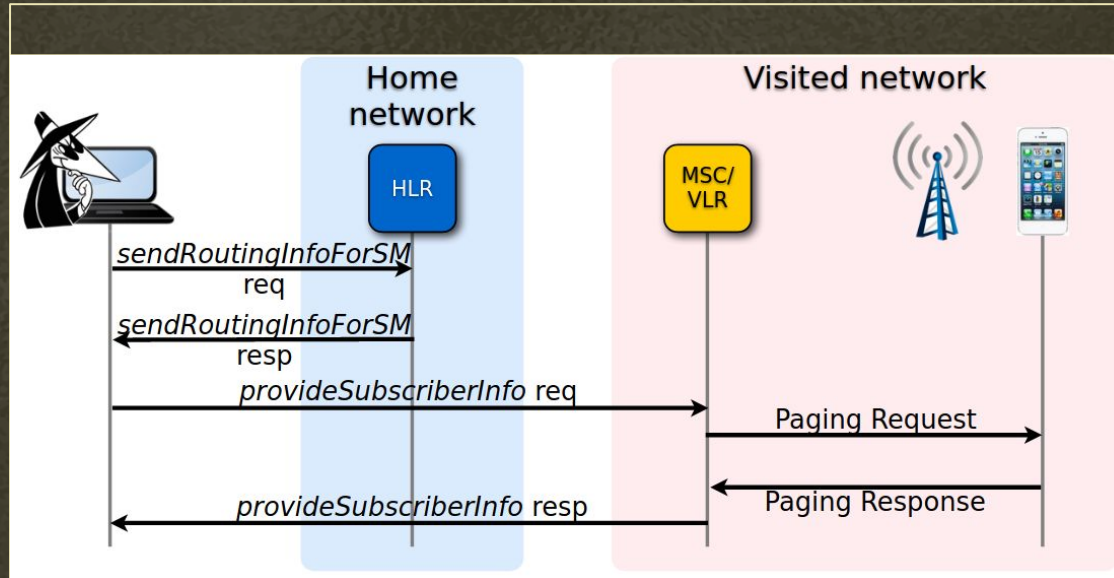 Home
network
Visited network
HLR
MSC/
VLR
sendRoutingInfoForSM
req
sendRoutingInfoForSM
resp
provideSubscriberInfo req
Paging Request
Paging Response
provideSubscriberInfo resp